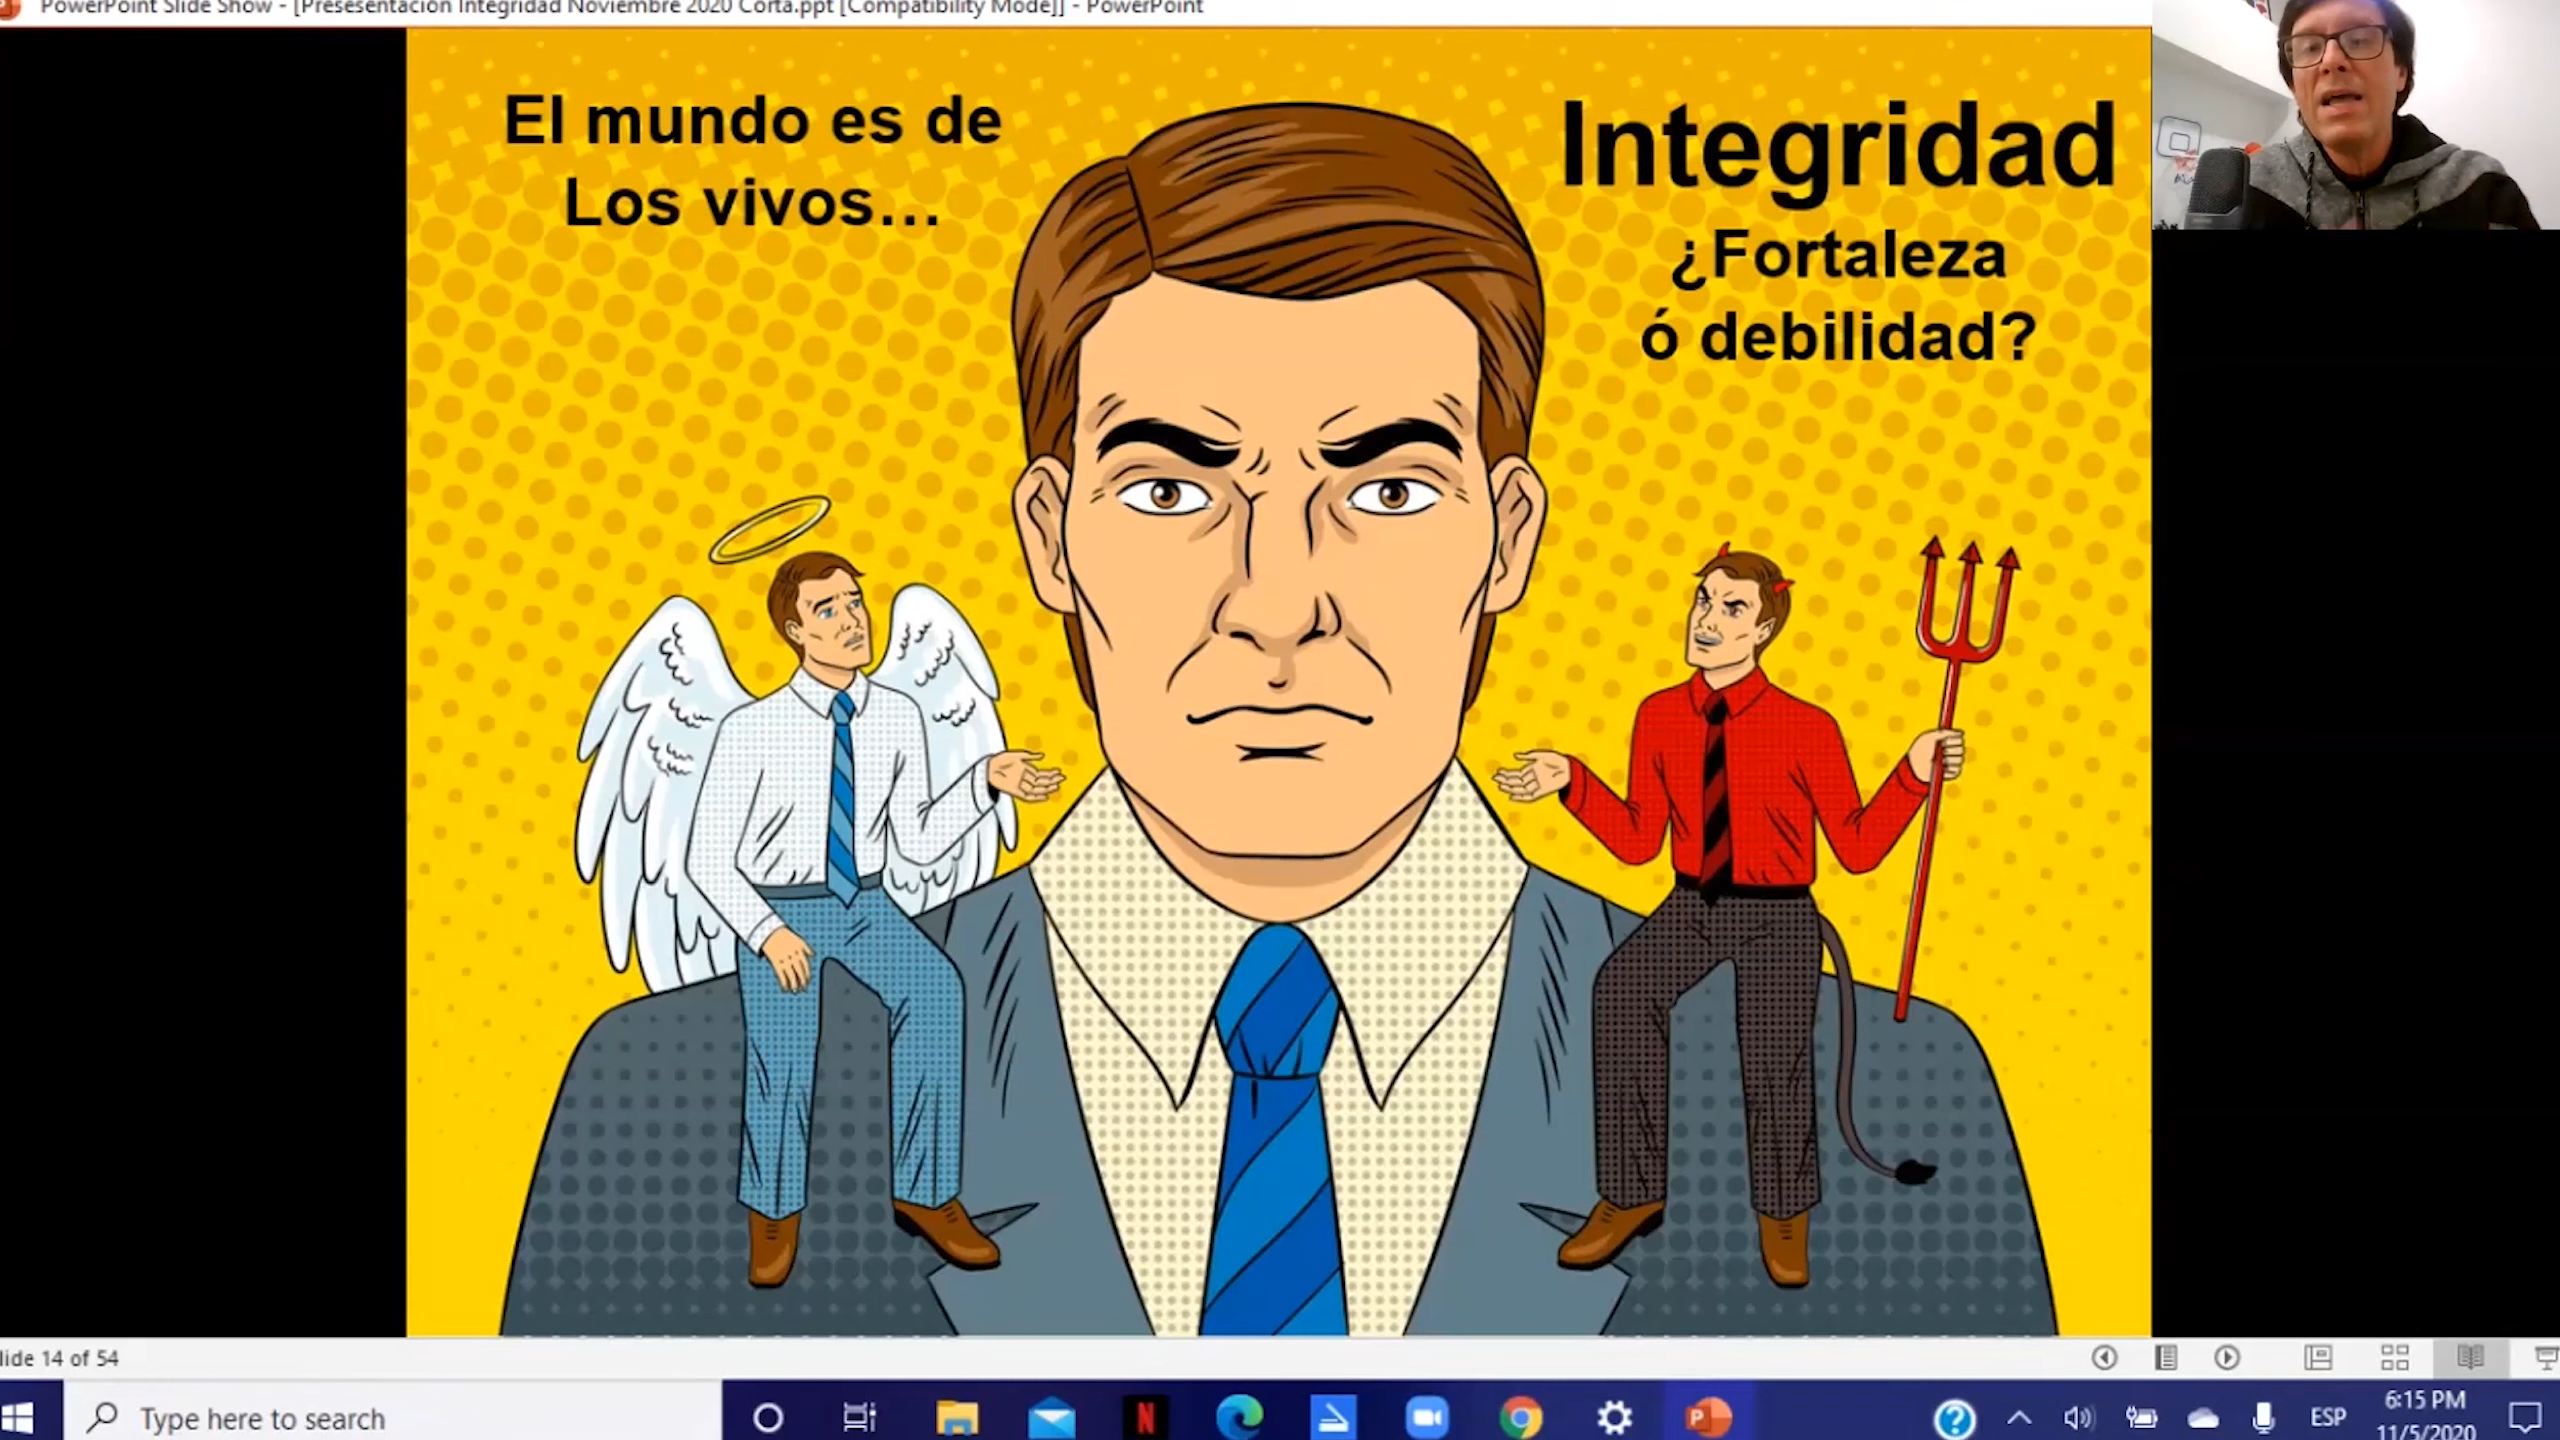 PowerPoint Slide Show - [Presesentación Integridad Noviembre 2020 Corta.ppt [Compatibility Mode]] - PowerPoint
El mundo es de
Los vivos...
Integridad
¿Fortaleza
ó debilidad?
lide 14 of 54
Type here to search
ESP
6:15 PM
11/5/2020